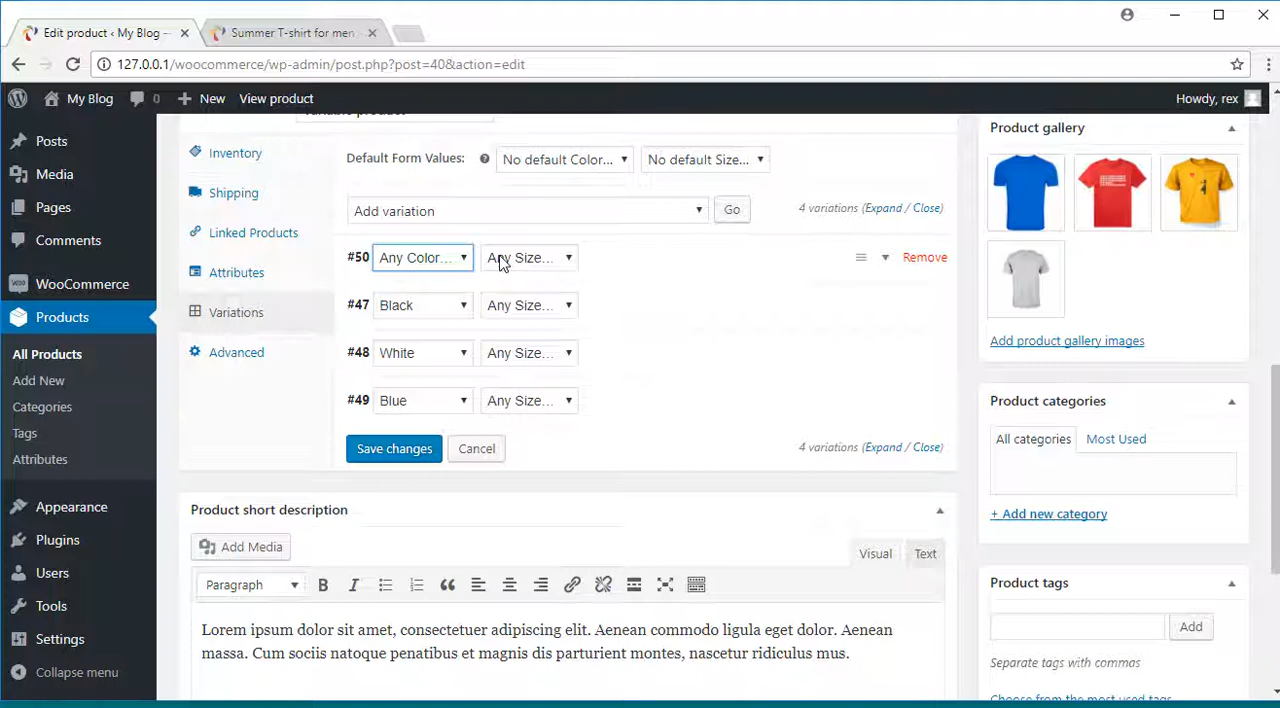 Edit product ‹ My Blog —
Summer T-shirt for men
127.0.0.1/woocommerce/wp-admin/post.php?post=40&action=edit
My Blog
0
New
View product
Howdy, rex
Posts
Media
Pages
Comments
WooCommerce
Products
All Products
Add New
Categories
Tags
Attributes
Appearance
Plugins
Users
Tools
Settings
Collapse menu
Inventory
Shipping
Linked Products
Attributes
Variations
Advanced
Default Form Values:
No default Color...
No default Size...
Add variation
Go
4 variations (Expand / Close)
#50 Any Color... Any Size...
Remove
#47 Black Any Size...
#48 White Any Size...
#49 Blue Any Size...
Save changes
Cancel
4 variations (Expand / Close)
Product short description
Add Media
Visual
Text
Paragraph
Lorem ipsum dolor sit amet, consectetuer adipiscing elit. Aenean commodo ligula eget dolor. Aenean
massa. Cum sociis natoque penatibus et magnis dis parturient montes, nascetur ridiculus mus.
Product gallery
Add product gallery images
Product categories
All categories
Most Used
+ Add new category
Product tags
Add
Separate tags with commas
Choose from the most used tags